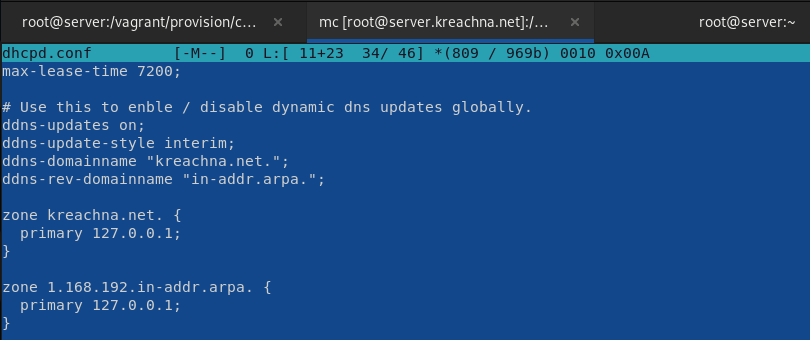 root@server:/vagrant/provision/c... × mc [root@server.kreachna.net]:/... × root@server:~
dhcpd.conf [-M--] 0 L:[ 11+23 34/ 46] *(809 / 969b) 0010 0x00A
max-lease-time 7200;
# Use this to enble / disable dynamic dns updates globally.
ddns-updates on;
ddns-update-style interim;
ddns-domainname "kreachna.net.";
ddns-rev-domainname "in-addr.arpa.";
zone kreachna.net. {
primary 127.0.0.1;
}
zone 1.168.192.in-addr.arpa. {
primary 127.0.0.1;
}